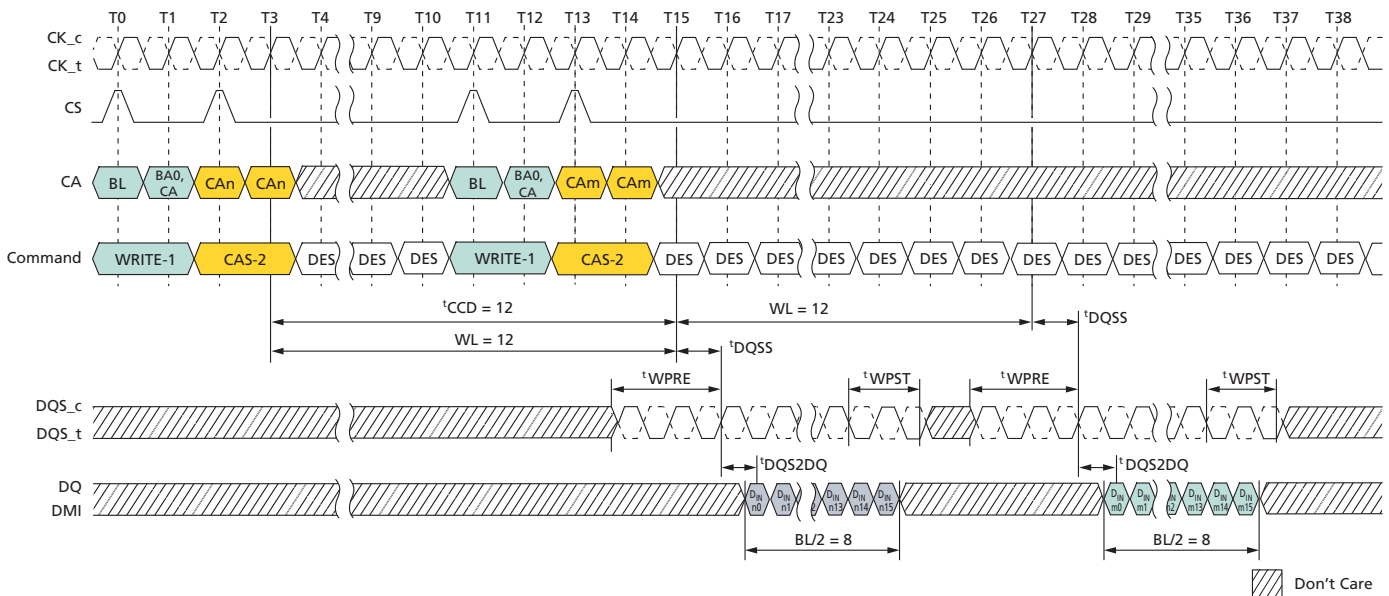 T0 T1 T2 T3 T4 T9 T10 T11 T12 T13 T14 T15 T16 T17 T23 T24 T25 T26 T27 T28 T29 T35 T36 T37 T38
CK_c
CK_t
CS
CA BL BA0, CA CAn CAn BL BA0, CA CAm CAm
Command WRITE-1 CAS-2 DES DES DES WRITE-1 CAS-2 DES DES DES DES DES DES DES DES DES DES DES DES DES DES
tCCD = 12 WL = 12 tDQSS
WL = 12 tDQSS
tWPRE tWPST tWPRE tWPST
DQS_c
DQS_t
tDQS2DQ tDQS2DQ
DQ DIN n0 DIN n1 DIN n13 DIN n14 DIN n15 DIN m0 DIN m1 DIN m13 DIN m14 DIN m15
DMI
BL/2 = 8 BL/2 = 8
Don't Care